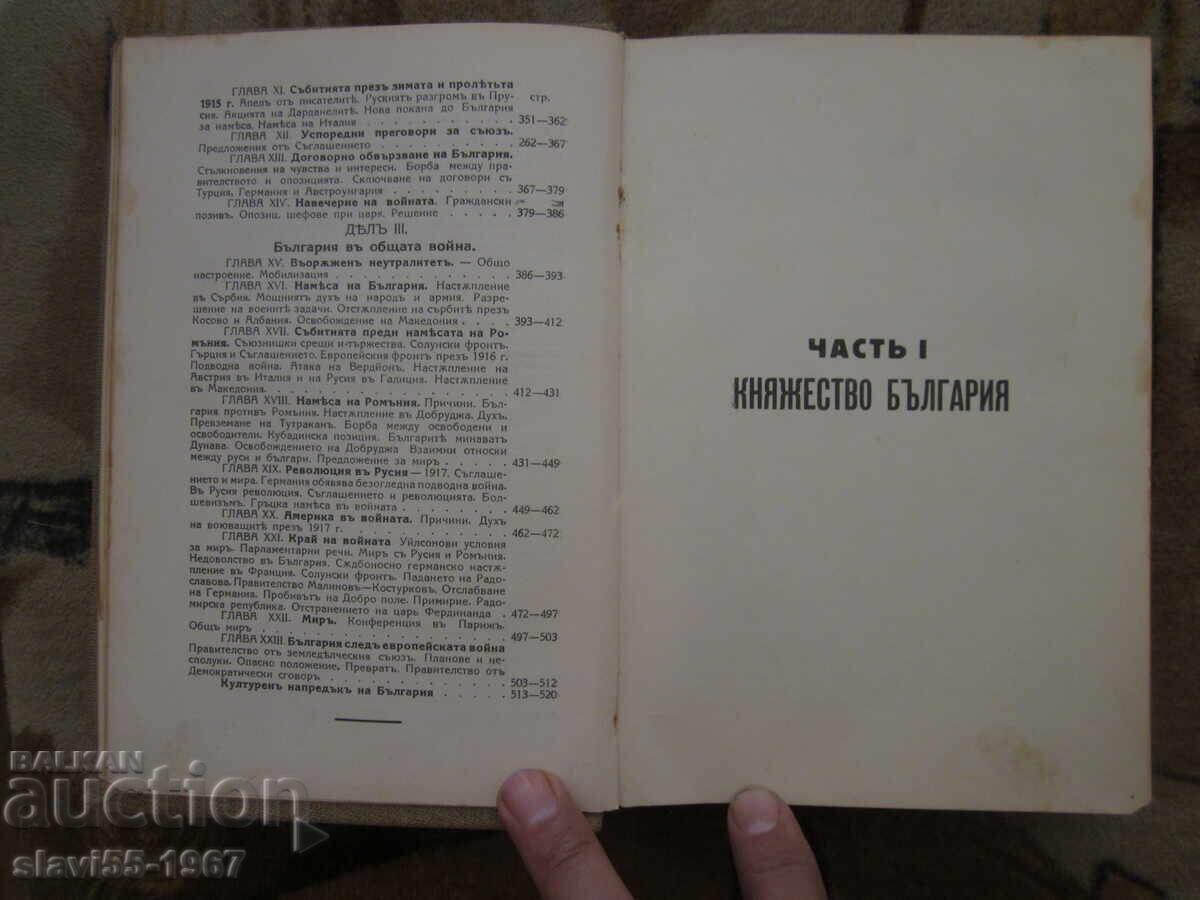 ГЛАВА XI. Събитията презъ зимата и пролѣтьта
1915 г. Апелъ отъ писателитѣ. Рускиятъ разгромъ въ Пру- стр.
сия. Акцията на Дарданелитѣ. Нова покана до България
за намѣса. Намѣса на Италия . . . . . . . . . . . 351—362
ГЛАВА XII. Успоредни преговори за съюзъ.
Предложения отъ Съглашението . . . . . . . . . . 262—367
ГЛАВА XIII. Договорно обвързване на България.
Стълкновения на чувства и интереси. Борба между пра-
вителството и опозицията. Сключване на договори съ
Турция, Германия и Австроунгария . . . . . . . . . 367—379
ГЛАВА XIV. Навечерие на войната. Граждански
позивъ. Опозиц. шефове при царя. Решение . . . . . 379—386
ДѢЛЪ III.
България въ общата война.
ГЛАВА XV. Въоржженъ неутралитетъ. — Общо
настроение. Мобилизация . . . . . . . . . . . . . 386—393
ГЛАВА XVI. Намѣса на България. Настѫпление
въ Сърбия. Мощниятъ духъ на народъ и армия. Разре-
шение на военитѣ задачи. Отстѫпление на сърбитѣ презъ
Косово и Албания. Освобождение на Македония . . . . 393—412
ГЛАВА XVII. Събитията преди намѣсата на Ро-
мъния. Съюзнишки срещи и тържества. Солунски фронтъ.
Гърция и Съглашението. Европейския фронтъ презъ 1916 г.
Подводна война. Атака на Вердйонъ. Настѫпление на
Австрия въ Италия и на Русия въ Галиция. Настѫпление
въ Македония. . . . . . . . . . . . . . . . . . 412—431
ГЛАВА XVIII. Намѣса на Ромъния. Причини. Бъл-
гария противъ Ромъния. Настѫпление въ Добруджа. Духъ.
Превземане на Тутраканъ. Борба между освободени и
освободители. Кубадинска позиция. Българитѣ минаватъ
Дунава. Освобождението на Добруджа Взаимни относки
между руси и българи. Предложение за миръ . . . . . 431—449
ГЛАВА XIX. Революция въ Русия — 1917. Съглаше-
нието и мира. Германия обявява безогледна подводна война.
Въ Русия революция. Съглашението и революцията. Бол-
шевизъмъ. Гръцка намѣса въ войната . . . . . . . . 449—462
ГЛАВА XX. Америка въ войната. Причини. Духъ
на воюващитѣ презъ 1917 г. . . . . . . . . . . . 462—472
ГЛАВА XXI. Край на войната Уйлсонови условия
за миръ. Парламентарни речи. Миръ съ Русия и Ромъния.
Недоволство въ България. Сѫдбоносно германско настѫ-
пление въ Франция. Солунски фронтъ. Падането на Радо-
славова. Правителство Малиновъ—Костурковъ. Отслабване
на Германия. Пробивътъ на Добро поле. Примирие. Радо-
мирска република. Отстранението на царь Фердинанда . 472—497
ГЛАВА XXII. Миръ. Конференция въ Парижъ.
Общъ миръ . . . . . . . . . . . . . . . . . . . 497—503
ГЛАВА XXIII. България следъ европейската война
Правителство отъ земледѣлческия съюзъ. Планове и не-
сполуки. Опасно положение. Превратъ. Правителство отъ
Демократически сговоръ . . . . . . . . . . . . . 503—512
Културенъ напредъкъ на България . . . . . 513—520
ЧАСТЬ I
КНЯЖЕСТВО БЪЛГАРИЯ
BALKAN
auction
slavi55-1967